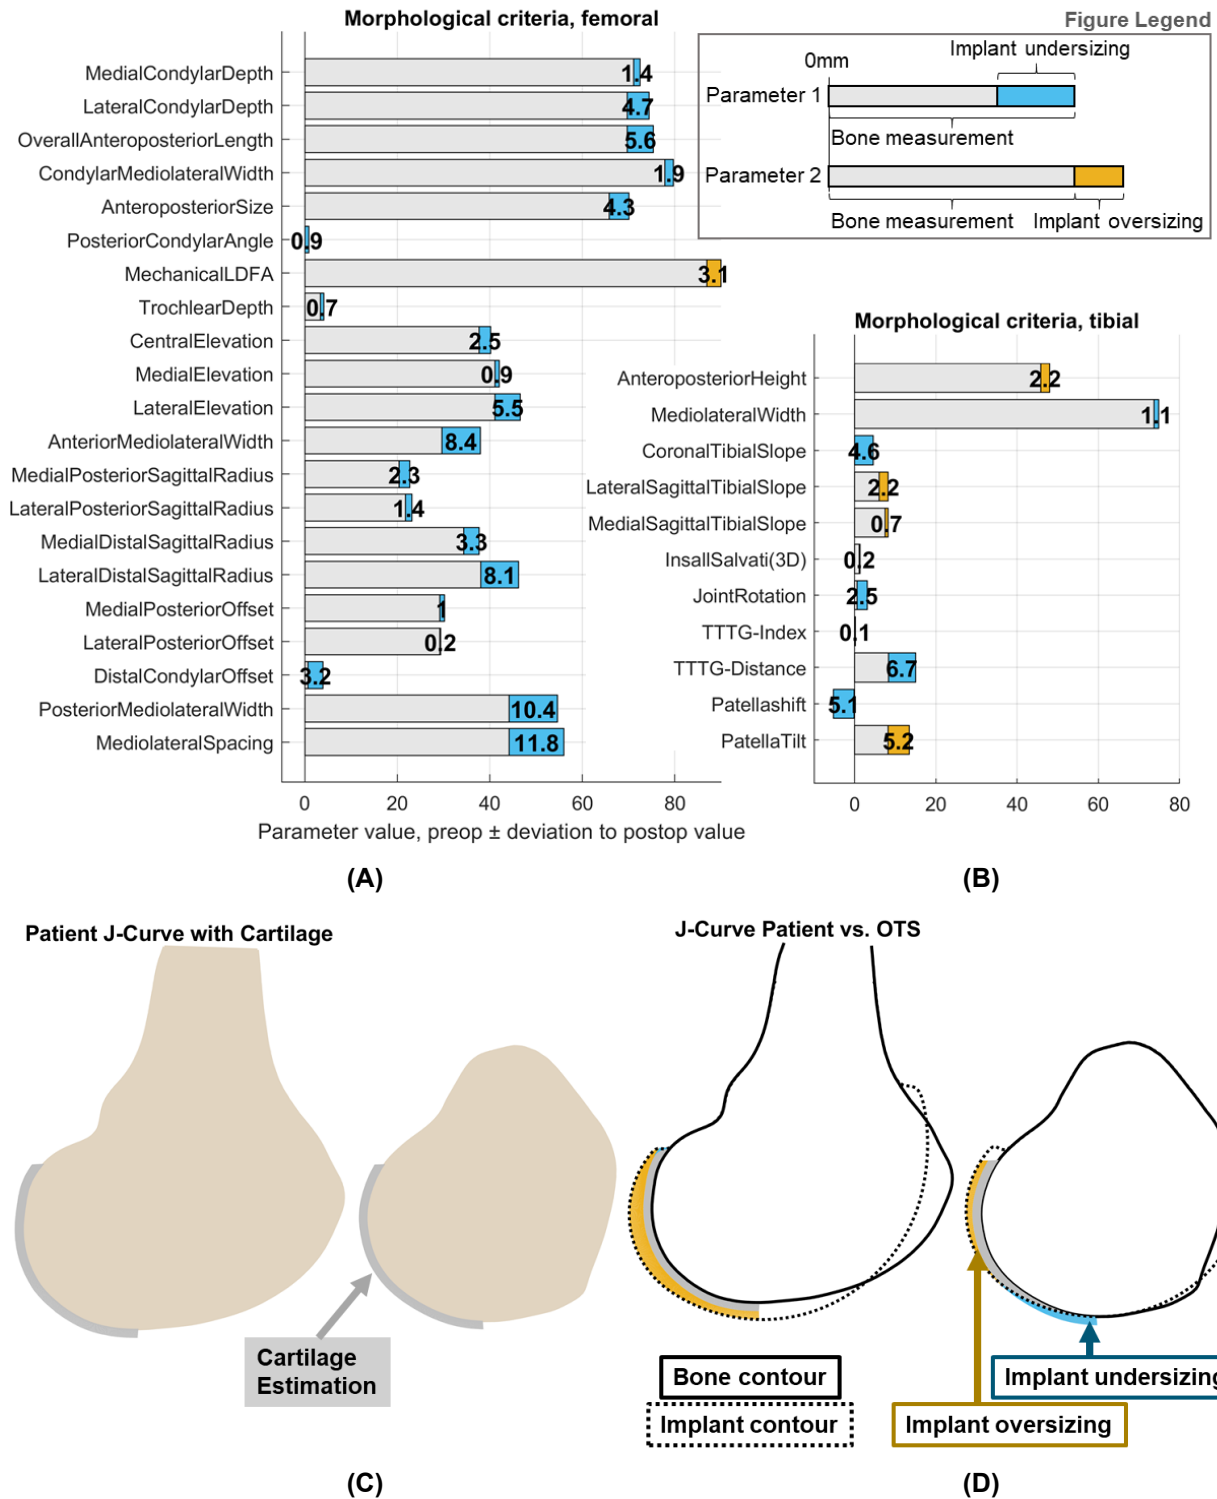 Morphological criteria, femoral
MedialCondylarDepth 1.4
LateralCondylarDepth 4.7
OverallAnteroposteriorLength 5.6
CondylarMediolateralWidth 1.9
AnteroposteriorSize 4.3
PosteriorCondylarAngle 0.9
MechanicalLDFA 3.1
TrochlearDepth 0.7
CentralElevation 2.5
MedialElevation 0.9
LateralElevation 5.5
AnteriorMediolateralWidth 8.4
MedialPosteriorSagittalRadius 2.3
LateralPosteriorSagittalRadius 1.4
MedialDistalSagittalRadius 3.3
LateralDistalSagittalRadius 8.1
MedialPosteriorOffset 1
LateralPosteriorOffset 0.2
DistalCondylarOffset 3.2
PosteriorMediolateralWidth 10.4
MediolateralSpacing 11.8
0 20 40 60 80
Parameter value, preop ± deviation to postop value
(A)
Figure Legend
Implant undersizing
0mm
Parameter 1
Bone measurement
Parameter 2
Bone measurement Implant oversizing
Morphological criteria, tibial
AnteroposteriorHeight 2.2
MediolateralWidth 1.1
CoronalTibialSlope 4.6
LateralSagittalTibialSlope 2.2
MedialSagittalTibialSlope 0.7
InsallSalvati(3D) 0.2
JointRotation 2.5
TTTG-Index 0.1
TTTG-Distance 6.7
Patellashift 5.1
PatellaTilt 5.2
0 20 40 60 80
(B)
Patient J-Curve with Cartilage
Cartilage
Estimation
(C)
J-Curve Patient vs. OTS
Bone contour
Implant contour
Implant undersizing
Implant oversizing
(D)